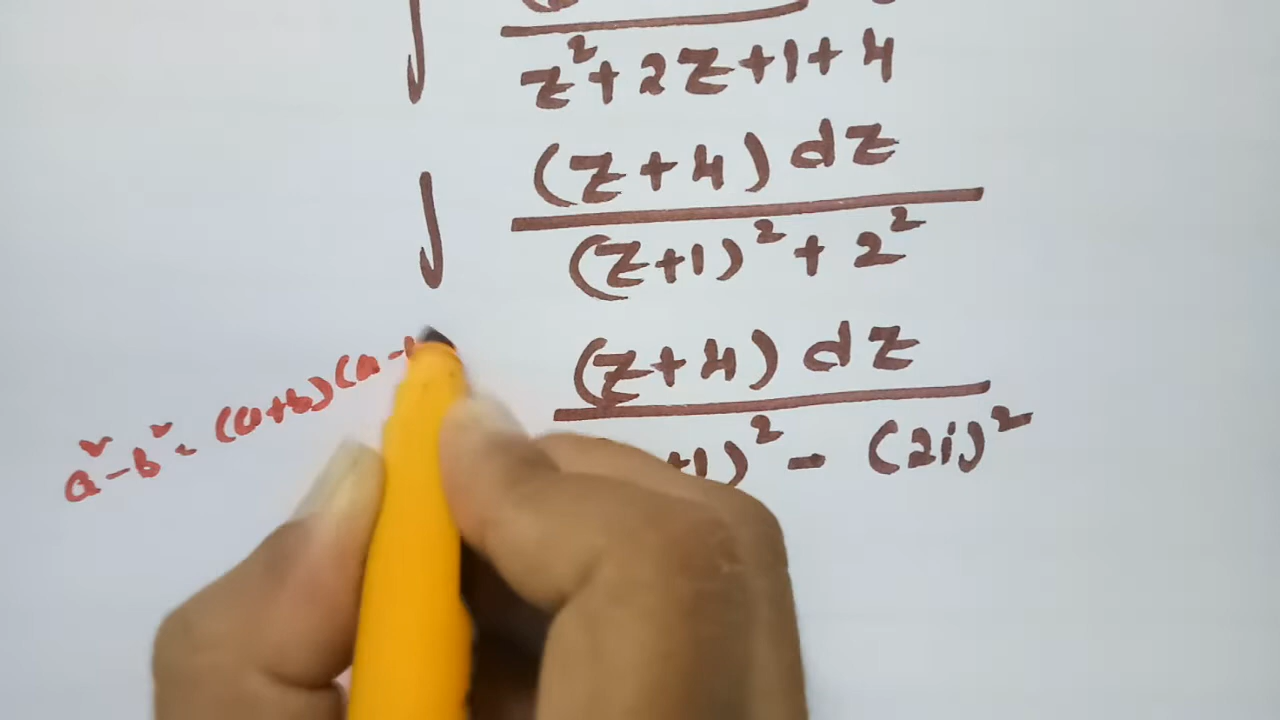 ∫
z² + 2z + 1 + 4
∫ (z + 4) dz
(z+1)² + 2²
(z + 4) dz
+1)² - (2i)²
a² - b² = (a+b)(a-